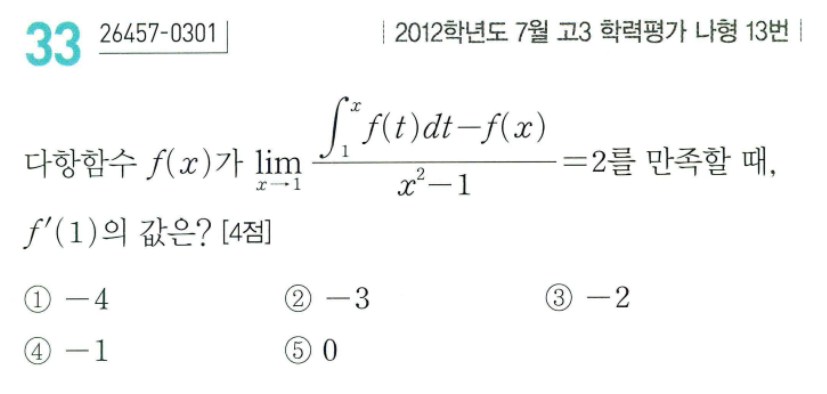 33 26457-0301 | 2012학년도 7월 고3 학력평가 나형 13번 |
다항함수 f(x)가 lim_{x→1} \frac{\int_1^x f(t)dt-f(x)}{x^2-1}=2를 만족할 때,
f′(1)의 값은? [4점]
① -4 ② -3 ③ -2
④ -1 ⑤ 0